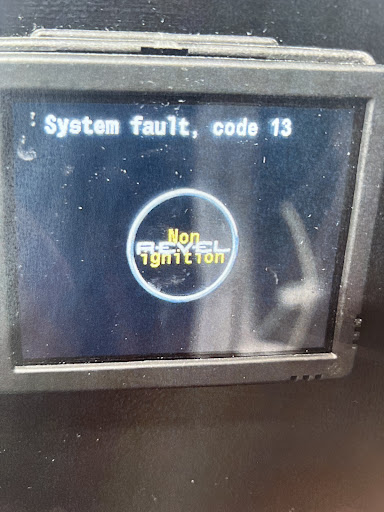 System fault, code 13
Non
REVEL
ignition